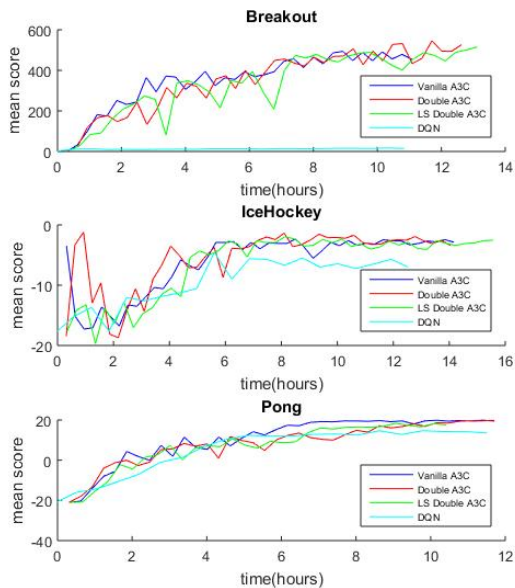 Breakout
600
400
200
0
mean score
0 2 4 6 8 10 12 14
time(hours)
Vanilla A3C
Double A3C
LS Double A3C
DQN
IceHockey
0
-10
-20
mean score
0 2 4 6 8 10 12 14 16
time(hours)
Vanilla A3C
Double A3C
LS Double A3C
DQN
Pong
20
0
-20
-40
mean score
0 2 4 6 8 10 12
time(hours)
Vanilla A3C
Double A3C
LS Double A3C
DQN